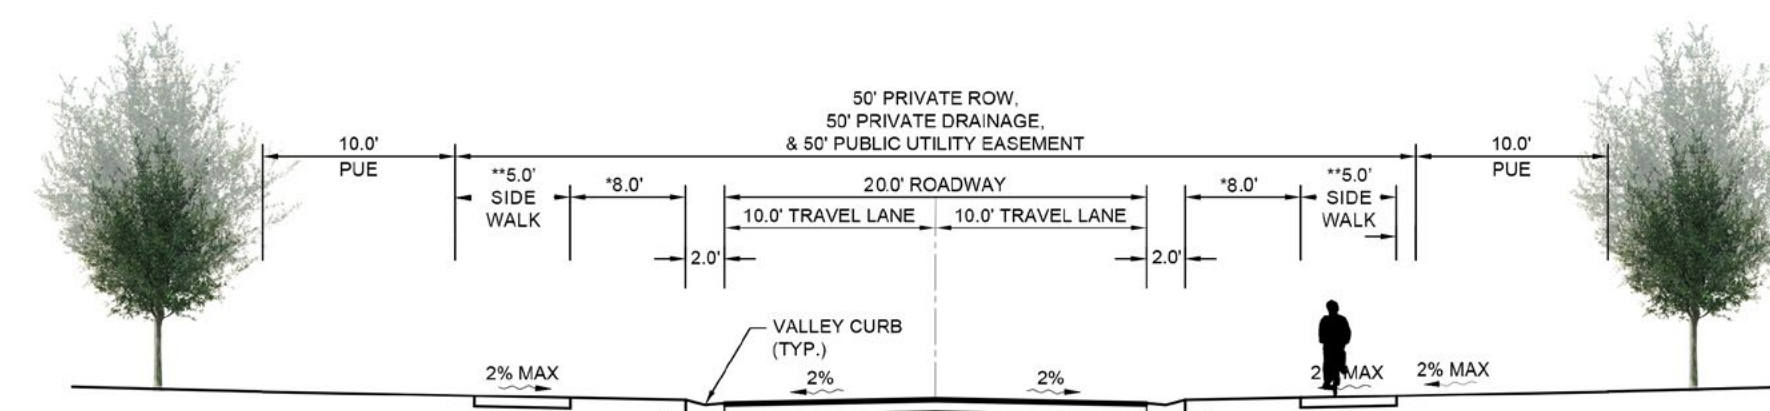 50' PRIVATE ROW,
50' PRIVATE DRAINAGE,
& 50' PUBLIC UTILITY EASEMENT
10.0'
PUE
10.0'
PUE
**5.0'
SIDE
WALK
*8.0'
20.0' ROADWAY
*8.0'
**5.0'
SIDE
WALK
10.0' TRAVEL LANE
10.0' TRAVEL LANE
2.0'
2.0'
VALLEY CURB
(TYP.)
2% MAX
2%
2%
2% MAX
2% MAX